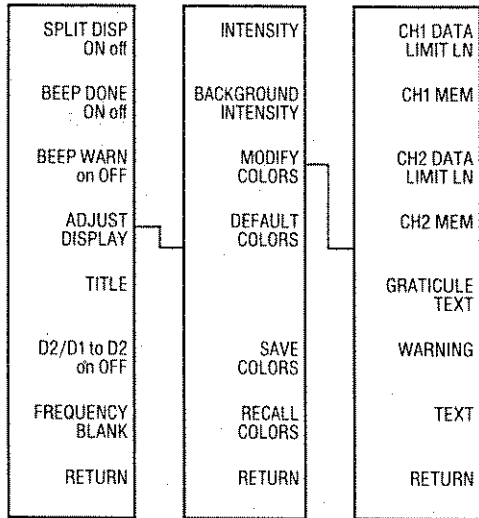 SPLIT DISP
ON off
BEEP DONE
ON off
BEEP WARN
on OFF
ADJUST
DISPLAY
TITLE
D2/D1 to D2
on OFF
FREQUENCY
BLANK
RETURN
INTENSITY
BACKGROUND
INTENSITY
MODIFY
COLORS
DEFAULT
COLORS
SAVE
COLORS
RECALL
COLORS
RETURN
CH1 DATA
LIMIT LN
CH1 MEM
CH2 DATA
LIMIT LN
CH2 MEM
GRATICULE
TEXT
WARNING
TEXT
RETURN